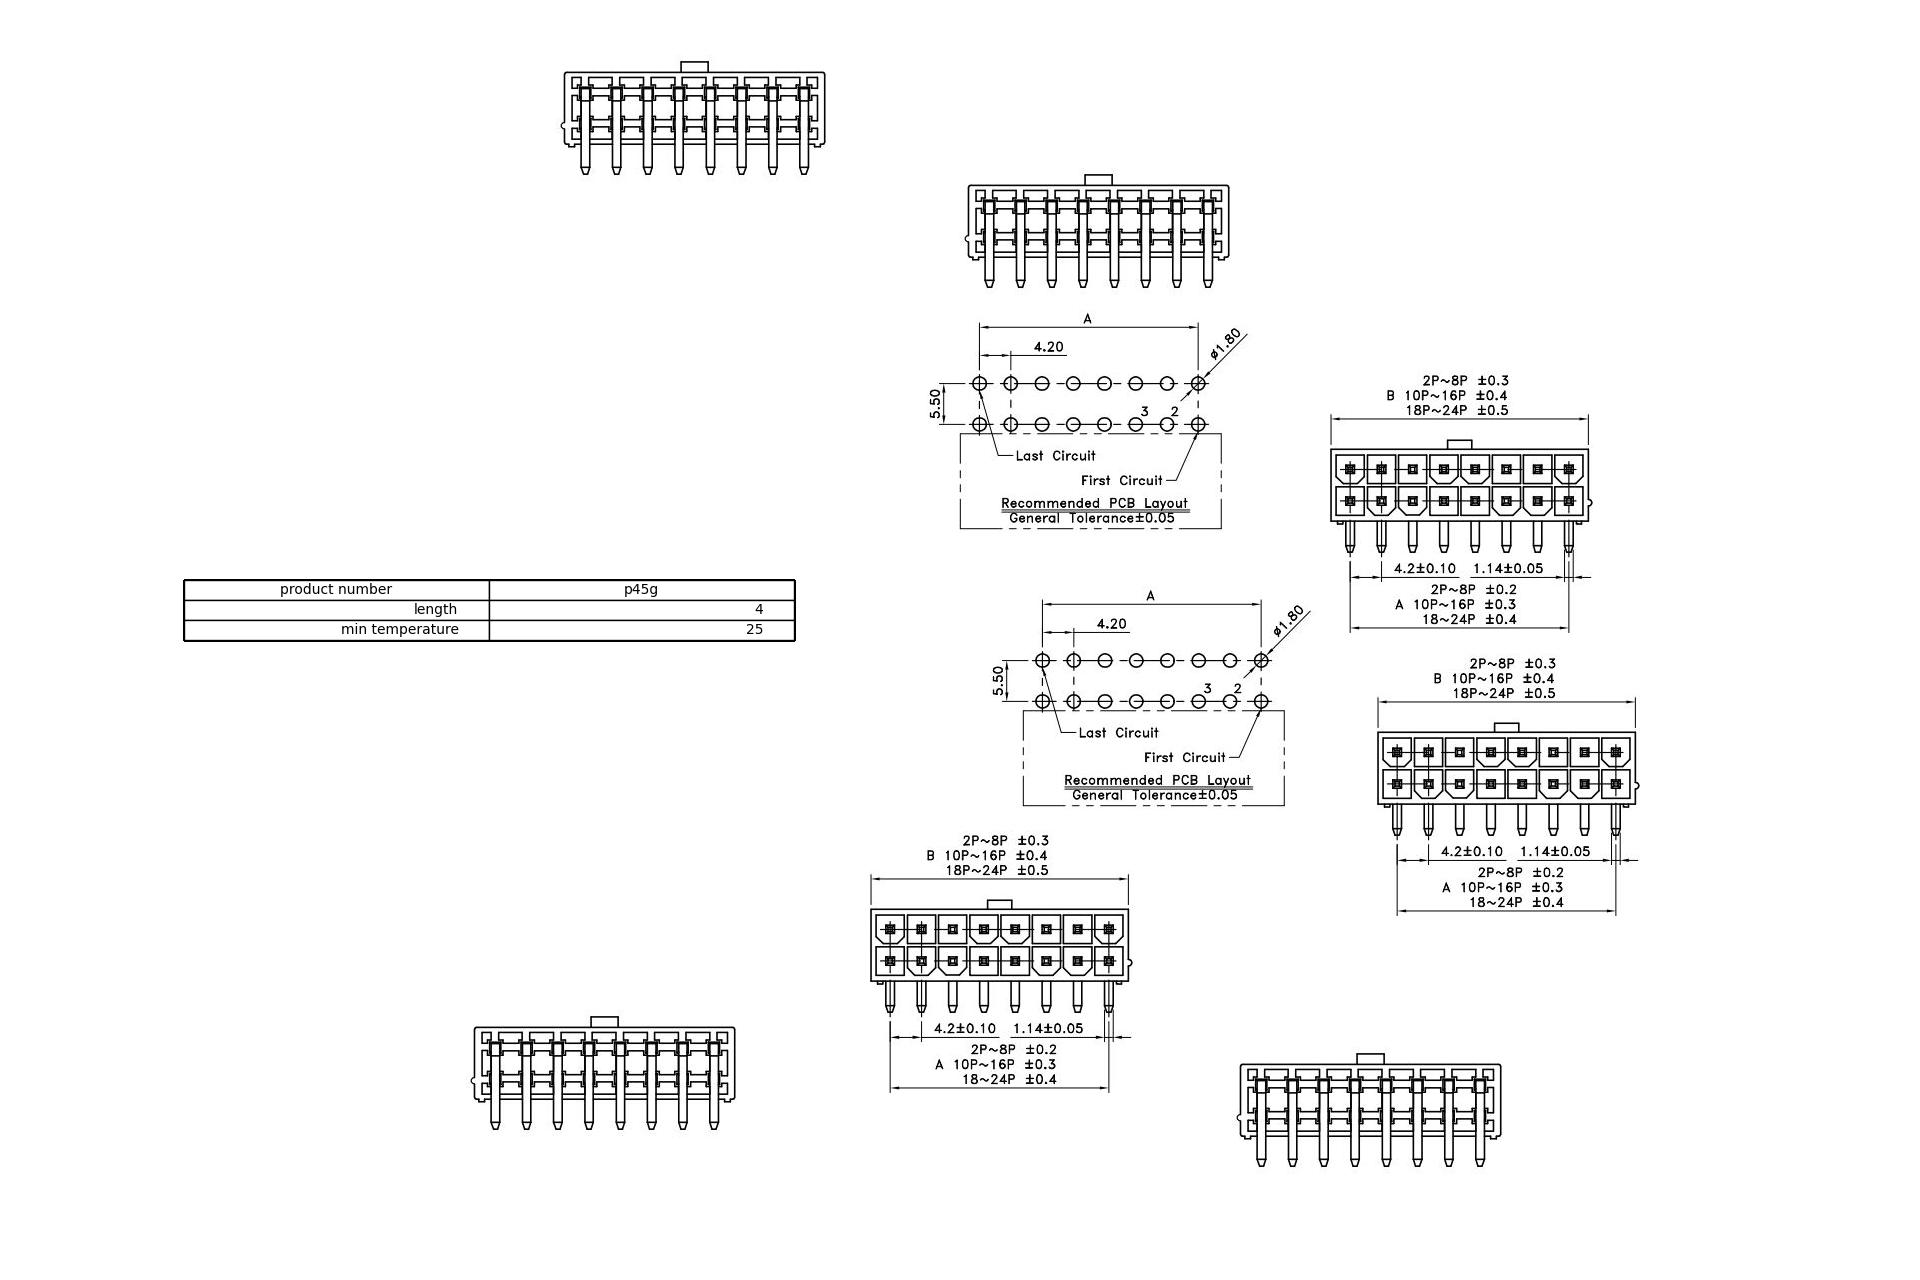 A
4.20
ø1.80
5.50
3 2
Last Circuit
First Circuit
Recommended PCB Layout
General Tolerance±0.05
2P~8P ±0.3
B 10P~16P ±0.4
18P~24P ±0.5
4.2±0.10 1.14±0.05
2P~8P ±0.2
A 10P~16P ±0.3
18~24P ±0.4
product number p45g
length 4
min temperature 25
A
4.20
ø1.80
5.50
3 2
Last Circuit
First Circuit
Recommended PCB Layout
General Tolerance±0.05
2P~8P ±0.3
B 10P~16P ±0.4
18P~24P ±0.5
4.2±0.10 1.14±0.05
2P~8P ±0.2
A 10P~16P ±0.3
18~24P ±0.4
2P~8P ±0.3
B 10P~16P ±0.4
18P~24P ±0.5
4.2±0.10 1.14±0.05
2P~8P ±0.2
A 10P~16P ±0.3
18~24P ±0.4